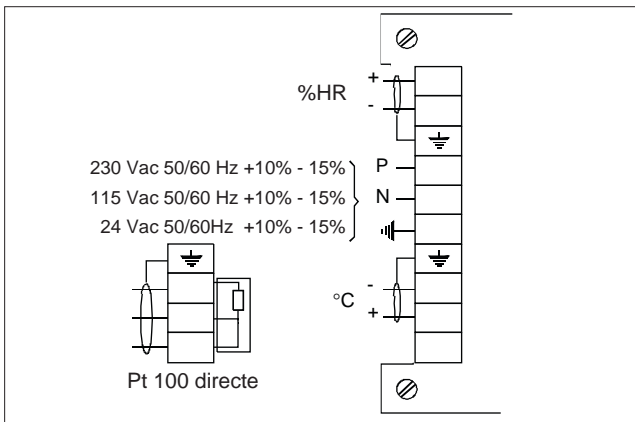 +
%HR
-
230 Vac 50/60 Hz +10% - 15%
P
115 Vac 50/60 Hz +10% - 15%
N
24 Vac 50/60Hz +10% - 15%
-
°C
+
Pt 100 directe